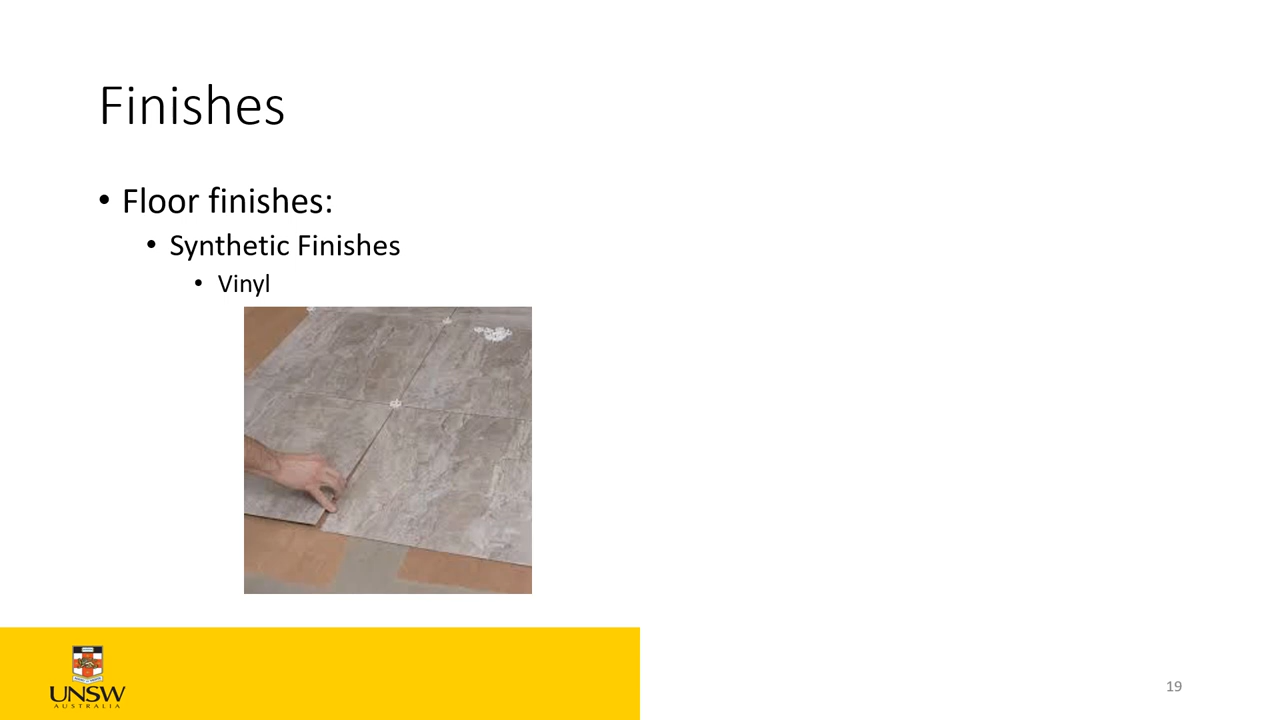 Finishes
• Floor finishes:
• Synthetic Finishes
• Vinyl
UNSW
AUSTRALIA
19